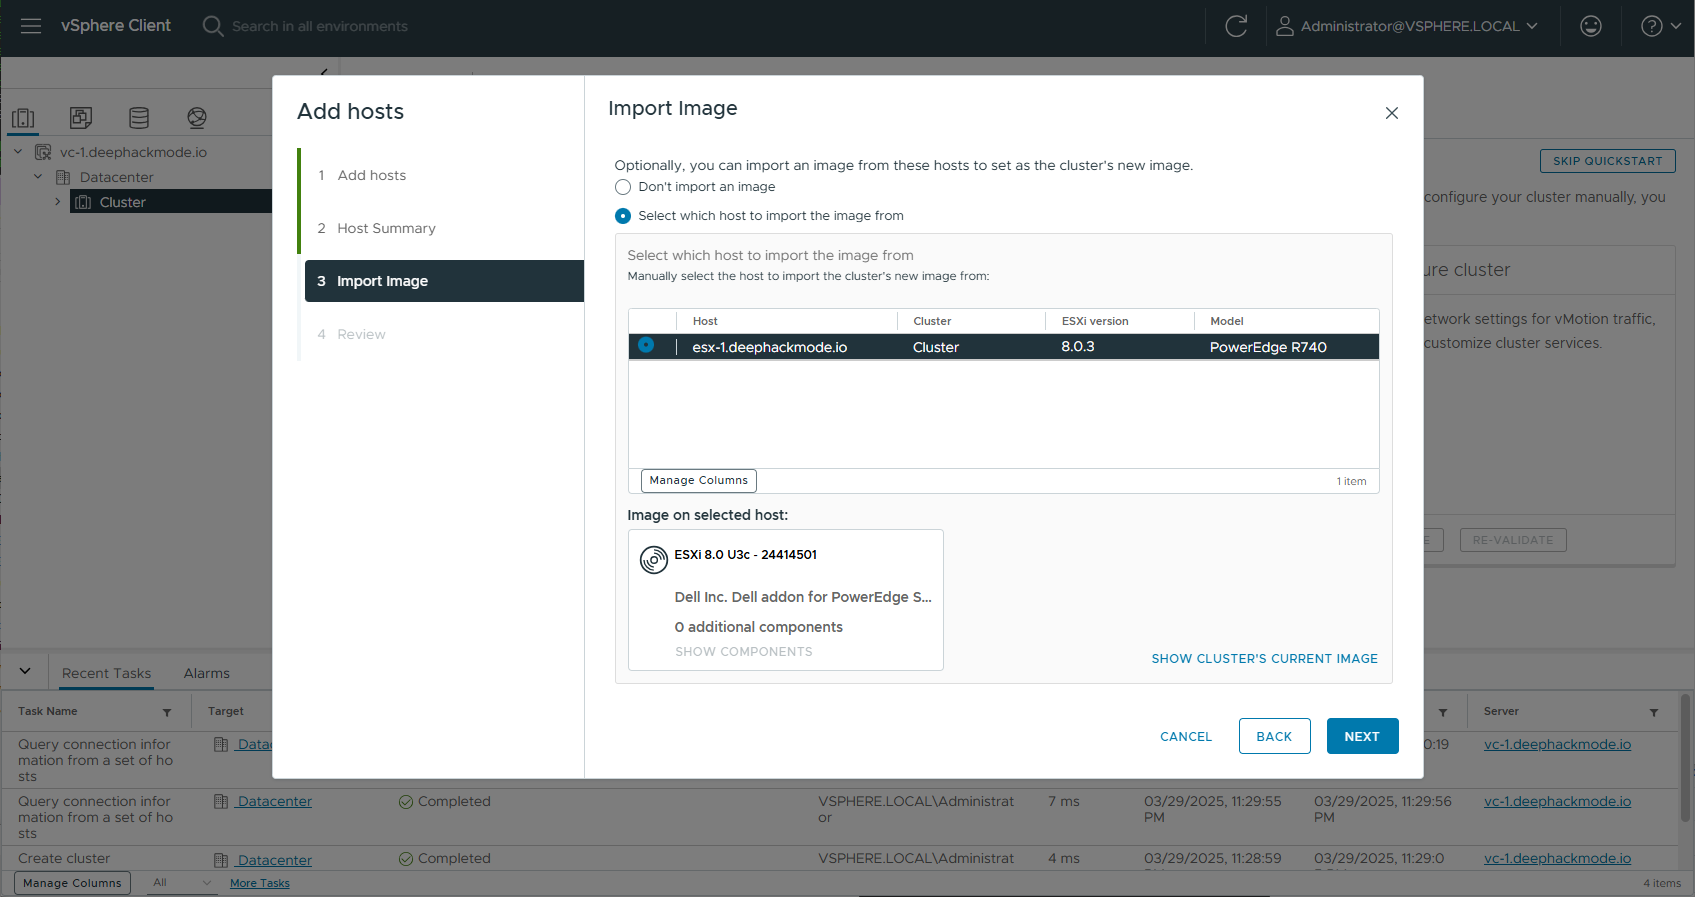 vSphere Client
Search in all environments
Administrator@VSPHERE.LOCAL
vc-1.deephackmode.io
Datacenter
Cluster
Add hosts
1 Add hosts
2 Host Summary
3 Import Image
4 Review
Import Image
Optionally, you can import an image from these hosts to set as the cluster's new image.
Don't import an image
Select which host to import the image from
Select which host to import the image from
Manually select the host to import the cluster's new image from:
Host Cluster ESXi version Model
esx-1.deephackmode.io Cluster 8.0.3 PowerEdge R740
Manage Columns
1 item
Image on selected host:
ESXi 8.0 U3c - 24414501
Dell Inc. Dell addon for PowerEdge S...
0 additional components
SHOW COMPONENTS
SHOW CLUSTER'S CURRENT IMAGE
CANCEL
BACK
NEXT
SKIP QUICKSTART
configure your cluster manually, you
ure cluster
etwork settings for vMotion traffic,
customize cluster services.
E
RE-VALIDATE
Recent Tasks
Alarms
Task Name Target Server
Query connection infor
mation from a set of ho
sts
Datac
0:19
vc-1.deephackmode.io
Query connection infor
mation from a set of ho
sts
Datacenter
Completed
VSPHERE.LOCAL\Administrat
or
7 ms
03/29/2025, 11:29:55
PM
03/29/2025, 11:29:56
PM
vc-1.deephackmode.io
Create cluster
Datacenter
Completed
VSPHERE.LOCAL\Administrat
4 ms
03/29/2025, 11:28:59
03/29/2025, 11:29:0
vc-1.deephackmode.io
Manage Columns
All
More Tasks
4 items